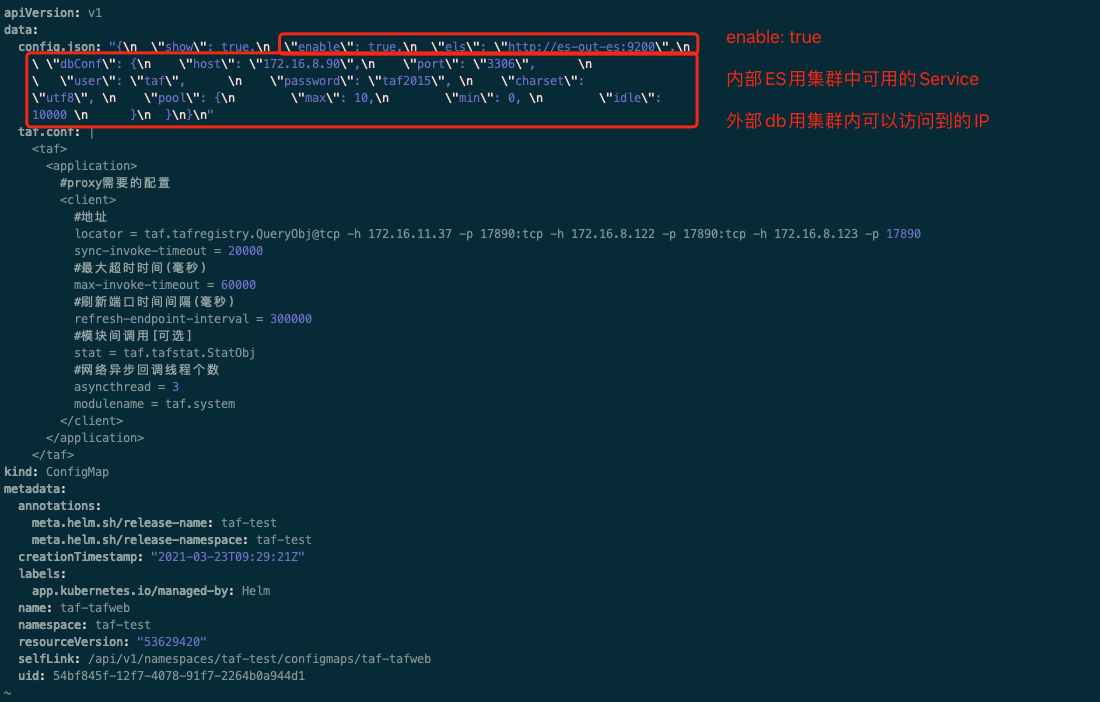 apiVersion: v1
data:
  config.json: "{\n  \"show\": true,\n  \"enable\": true,\n  \"els\": \"http://es-out-es:9200\",\n
    \ \"dbConf\": {\n    \"host\": \"172.16.8.90\",\n    \"port\": \"3306\",      \n
    \   \"user\": \"taf\",      \n    \"password\": \"taf2015\", \n    \"charset\":
    \"utf8\", \n    \"pool\": {\n        \"max\": 10,\n        \"min\": 0, \n        \"idle\":
    10000 \n      }\n  }\n}\n"
enable: true
内部ES用集群中可用的Service
外部db用集群内可以访问到的IP
  taf.conf: |
    <taf>
      <application>
        #proxy需要的配置
        <client>
          #地址
          locator = taf.tafregistry.QueryObj@tcp -h 172.16.11.37 -p 17890:tcp -h 172.16.8.122 -p 17890:tcp -h 172.16.8.123 -p 17890
          sync-invoke-timeout = 20000
          #最大超时时间(毫秒)
          max-invoke-timeout = 60000
          #刷新端口时间间隔(毫秒)
          refresh-endpoint-interval = 300000
          #模块间调用[可选]
          stat = taf.tafstat.StatObj
          #网络异步回调线程个数
          asyncthread = 3
          modulename = taf.system
        </client>
      </application>
    </taf>
kind: ConfigMap
metadata:
  annotations:
    meta.helm.sh/release-name: taf-test
    meta.helm.sh/release-namespace: taf-test
  creationTimestamp: "2021-03-23T09:29:21Z"
  labels:
    app.kubernetes.io/managed-by: Helm
  name: taf-tafweb
  namespace: taf-test
  resourceVersion: "53629420"
  selfLink: /api/v1/namespaces/taf-test/configmaps/taf-tafweb
  uid: 54bf845f-12f7-4078-91f7-2264b0a944d1
~